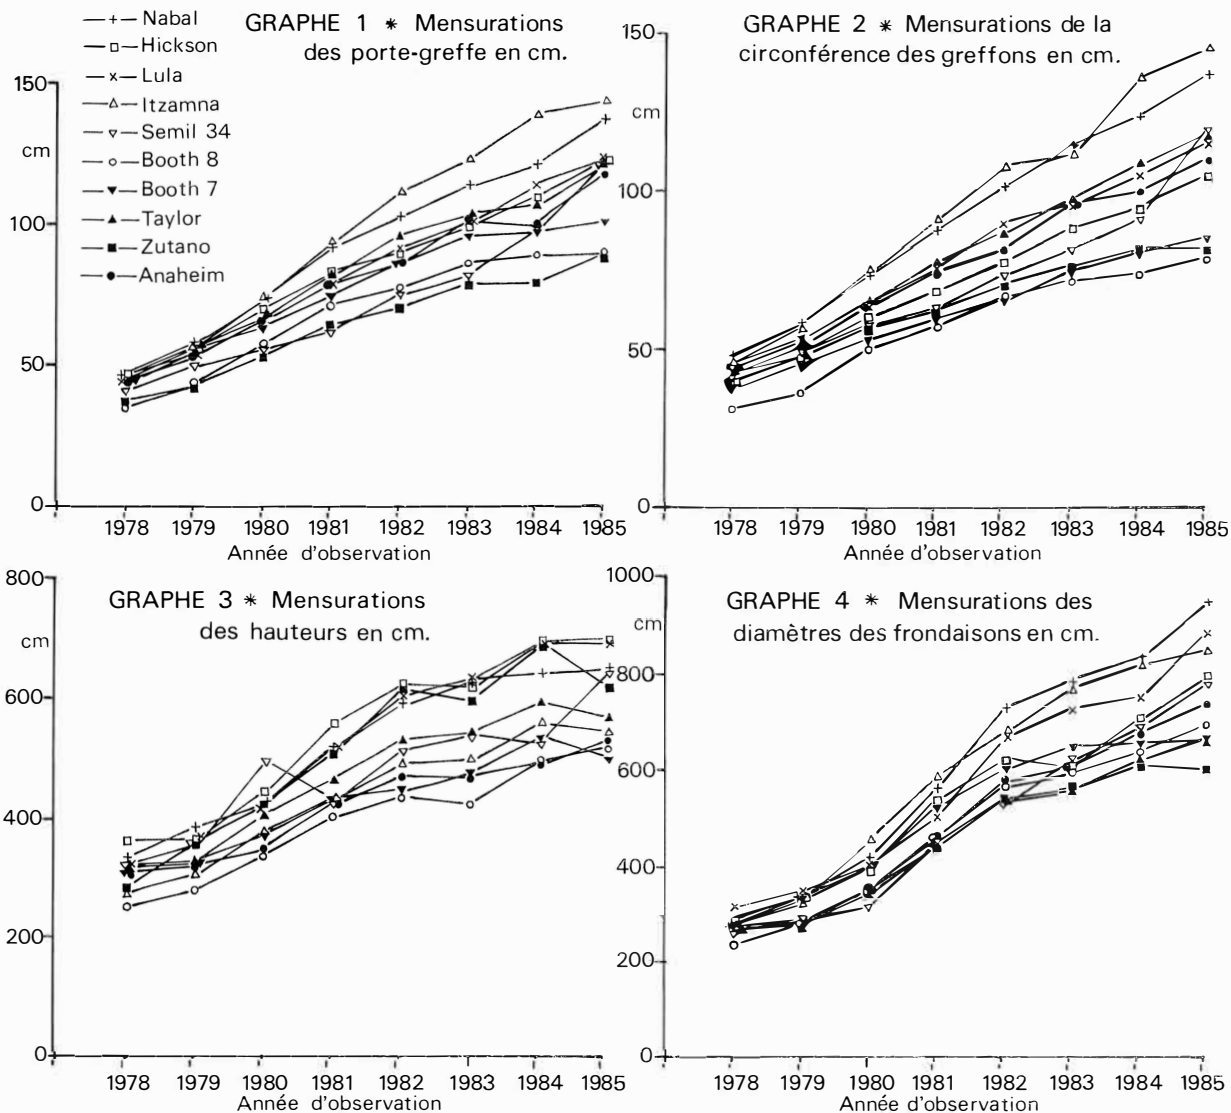 Nabal
Hickson
Lula
Itzamna
Semil 34
Booth 8
Booth 7
Taylor
Zutano
Anaheim
GRAPHE 1 * Mensurations
des porte-greffe en cm.
150
cm
100
50
0
1978 1979 1980 1981 1982 1983 1984 1985
Année d'observation
GRAPHE 2 * Mensurations de la
circonférence des greffons en cm.
150
cm
100
50
0
1978 1979 1980 1981 1982 1983 1984 1985
Année d'observation
GRAPHE 3 * Mensurations
des hauteurs en cm.
800
cm
600
400
200
0
1978 1979 1980 1981 1982 1983 1984 1985
Année d'observation
GRAPHE 4 * Mensurations des
diamètres des frondaisons en cm.
1000
cm
800
600
400
200
0
1978 1979 1980 1981 1982 1983 1984 1985
Année d'observation